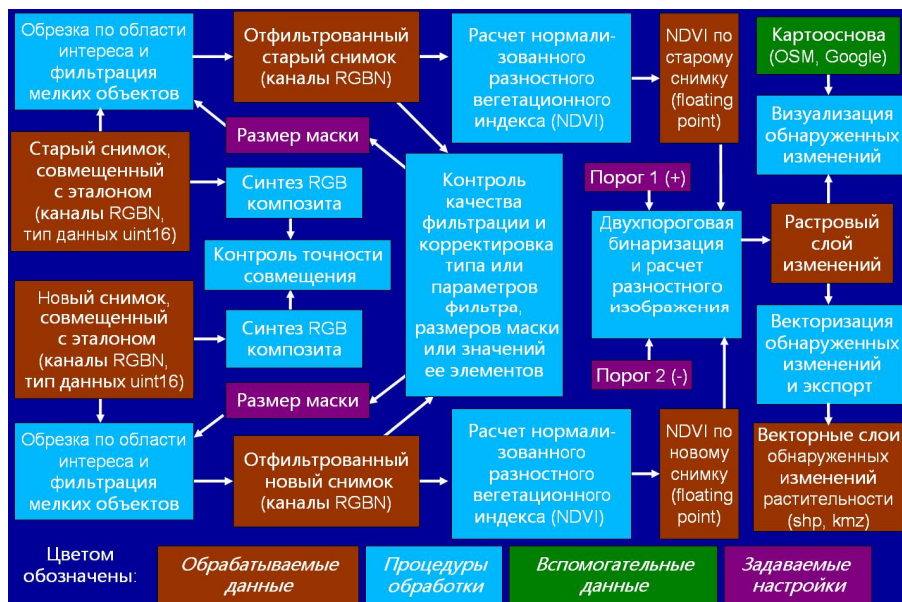 Обрезка по области
интереса и
фильтрация
мелких объектов
Отфильтрованный
старый снимок
(каналы RGBN)
Расчет нормали-
зованного
разностного
вегетационного
индекса (NDVI)
NDVI по
старому
снимку
(floating
point)
Картооснова
(OSM, Google)
Визуализация
обнаруженных
изменений
Размер маски
Старый снимок,
совмещенный
с эталоном
(каналы RGBN,
тип данных uint16)
Синтез RGB
композита
Контроль точности
совмещения
Контроль
качества
фильтрации и
корректировка
типа или
параметров
фильтра,
размеров маски
или значений
ее элементов
Порог 1 (+)
Двухпороговая
бинаризация
и расчет
разностного
изображения
Растровый
слой
изменений
Новый снимок,
совмещенный
с эталоном
(каналы RGBN,
тип данных uint16)
Синтез RGB
композита
Порог 2 (-)
Векторизация
обнаруженных
изменений
и экспорт
Размер маски
Обрезка по области
интереса и
фильтрация
мелких объектов
Отфильтрованный
новый снимок
(каналы RGBN)
Расчет нормали-
зованного
разностного
вегетационного
индекса (NDVI)
NDVI по
новому
снимку
(floating
point)
Векторные слои
обнаруженных
изменений
растительности
(shp, kmz)
Цветом
обозначены:
Обрабатываемые
данные
Процедуры
обработки
Вспомогательные
данные
Задаваемые
настройки